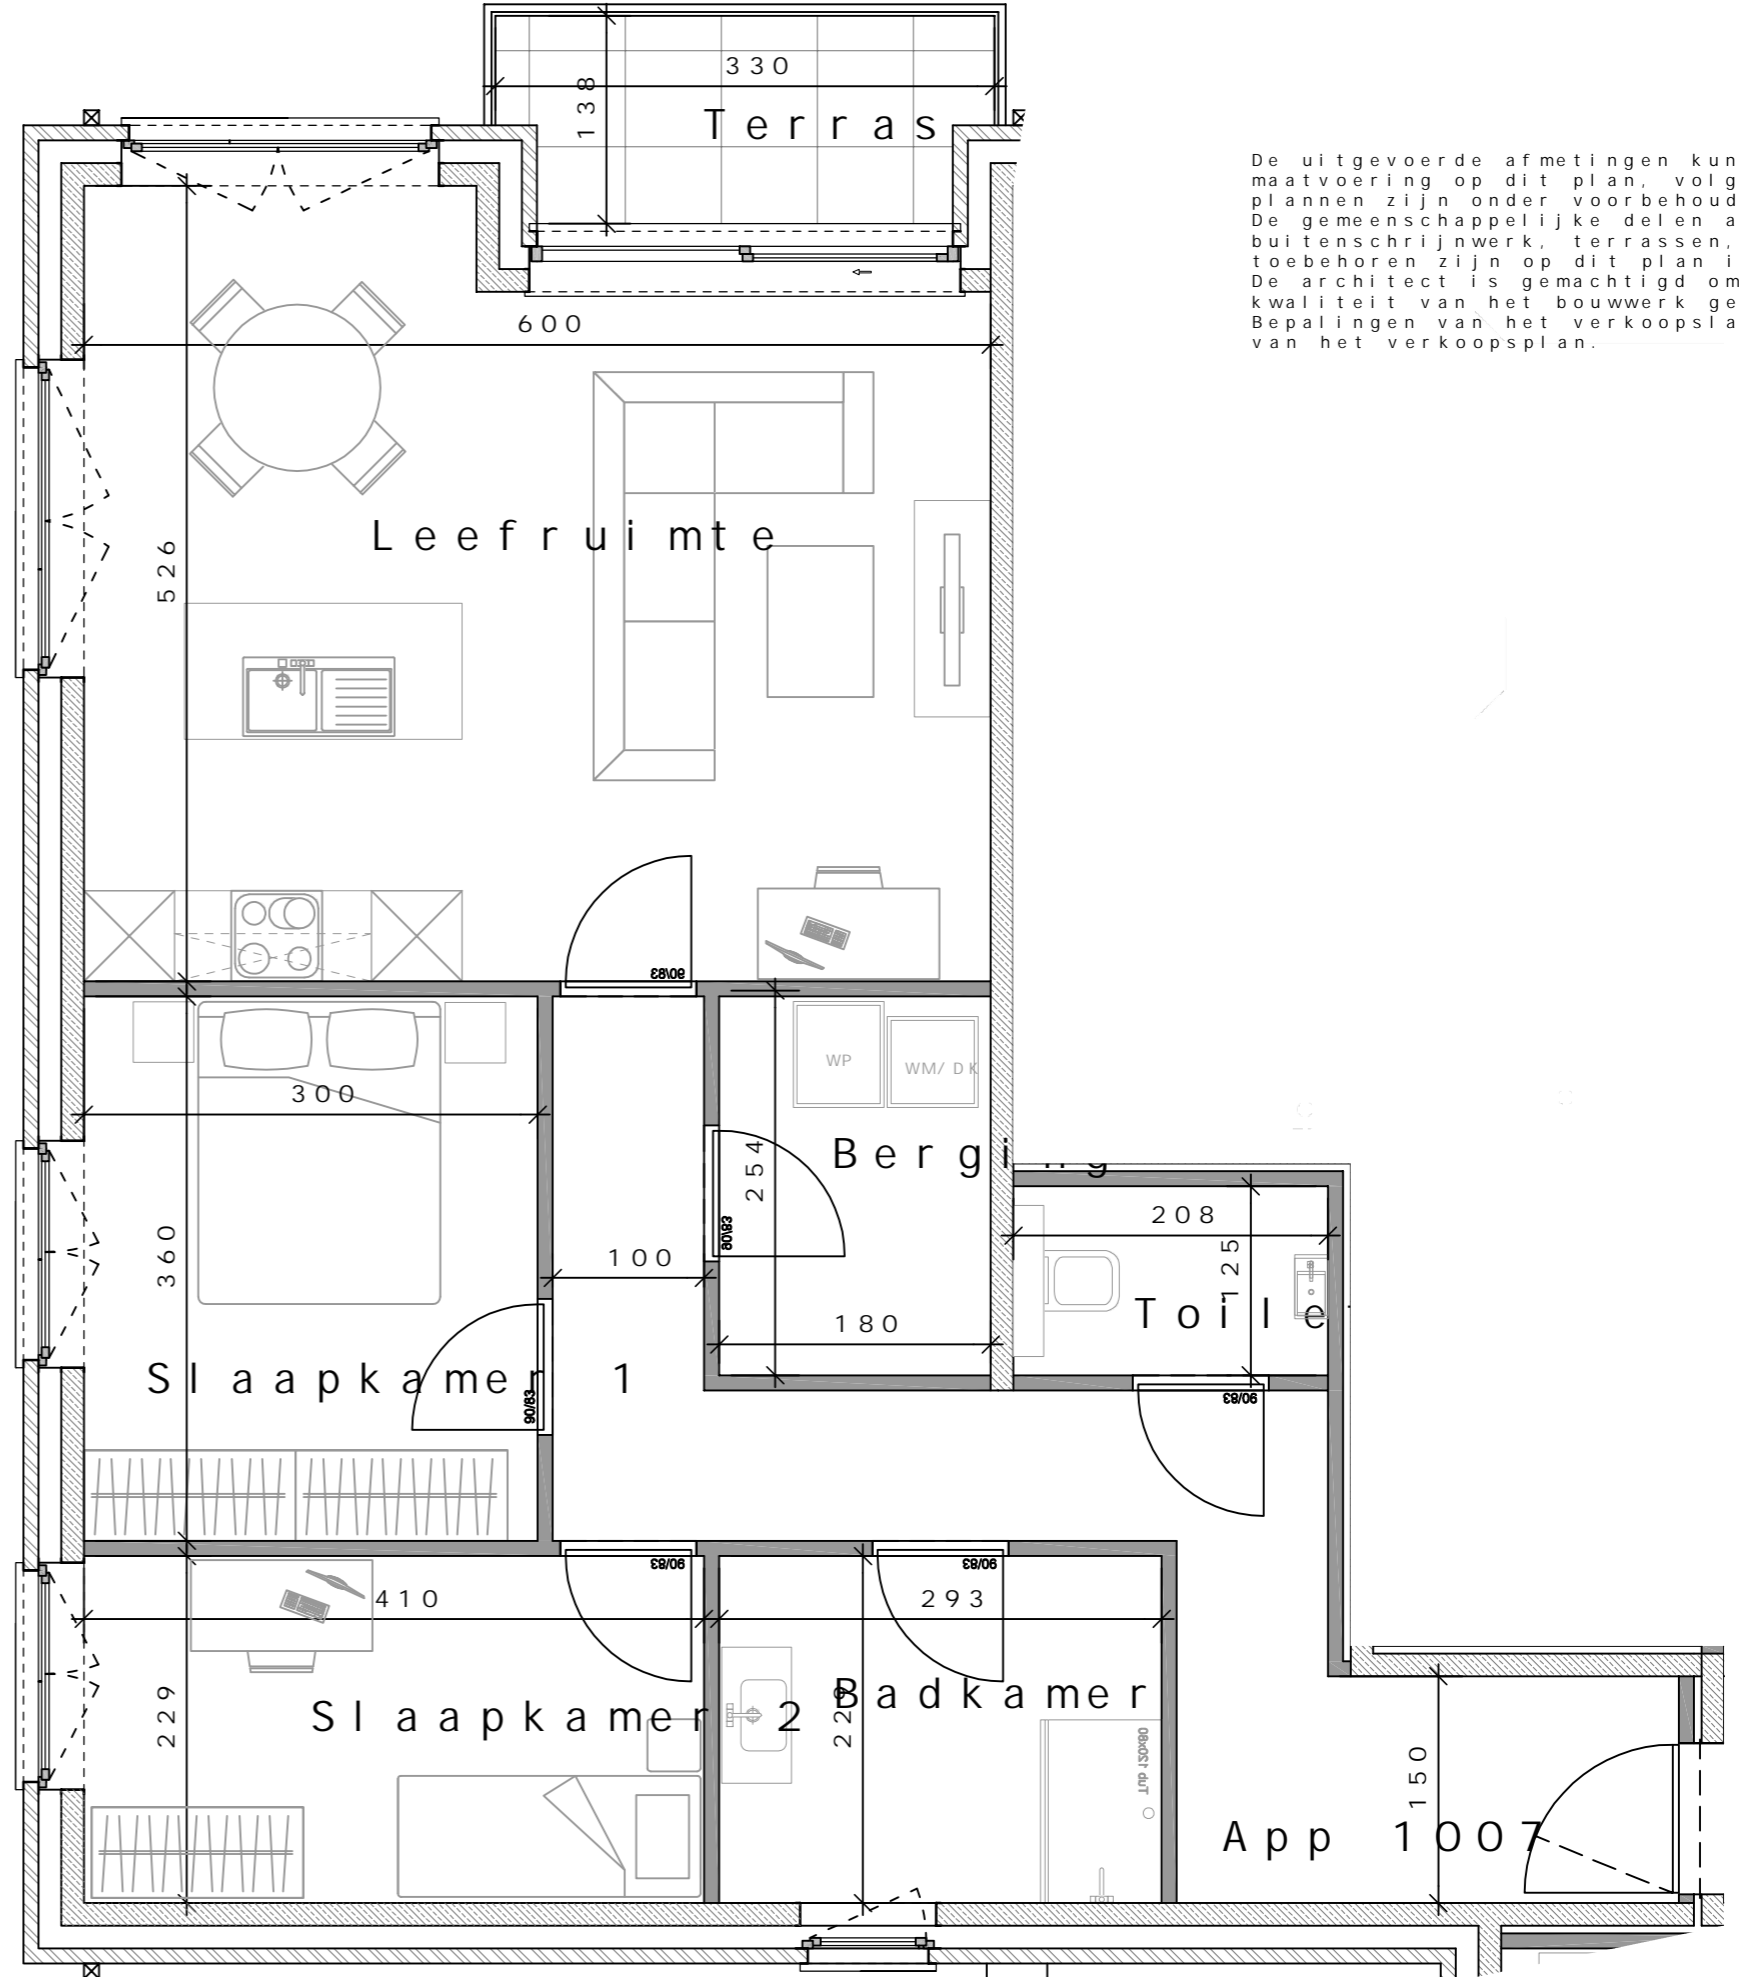 330
138
Terras
De uitgevoerde afmetingen kun
maatvoering op dit plan, volg
plannen zijn onder voorbehoud
De gemeenschappelijke delen a
buitenschrijnwerk, terrassen,
toebehoren zijn op dit plan i
De architect is gemachtigd om
kwaliteit van het bouwwerk ge
Bepalingen van het verkoopsla
van het verkoopsplan.
600
Leefruimte
526
90/83
WP
WM/ DK
300
254
Berging
90/83
360
100
208
125
Toile
180
Slaapkamer 1
90/83
90/83
90/83
90/83
410
293
229
Slaapkamer 2
229
Badkamer
Tub 120x80
150
App 1007